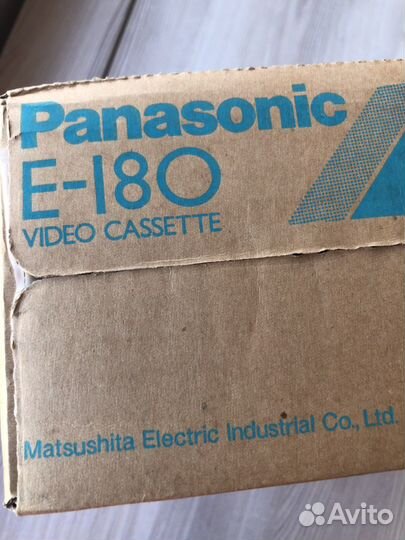 Panasonic
E-180
VIDEO CASSETTE
Matsushita Electric Industrial Co., Ltd.
Avito